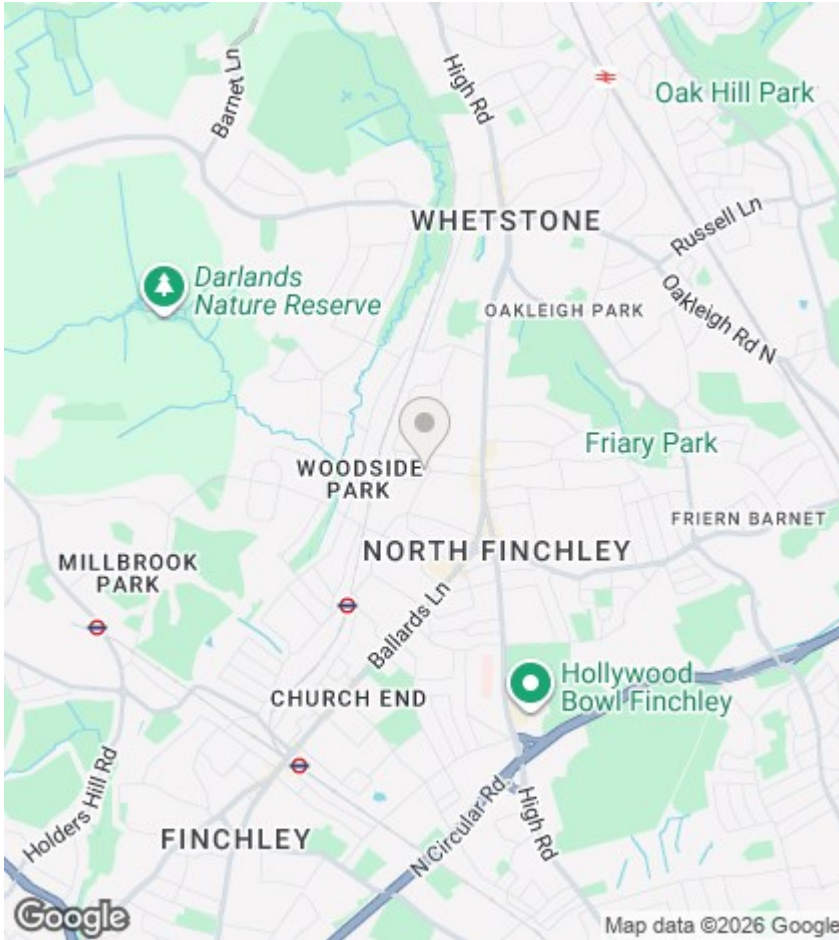 Barnet Ln
High Rd
Oak Hill Park
WHETSTONE
Russell Ln
Darlands
Nature Reserve
OAKLEIGH PARK
Oakleigh Rd N
Friary Park
WOODSIDE
PARK
FRIERN BARNET
NORTH FINCHLEY
MILLBROOK
PARK
Ballards Ln
Hollywood
Bowl Finchley
CHURCH END
Holders Hill Rd
N Circular Rd
High Rd
FINCHLEY
Google
Map data ©2026 Google